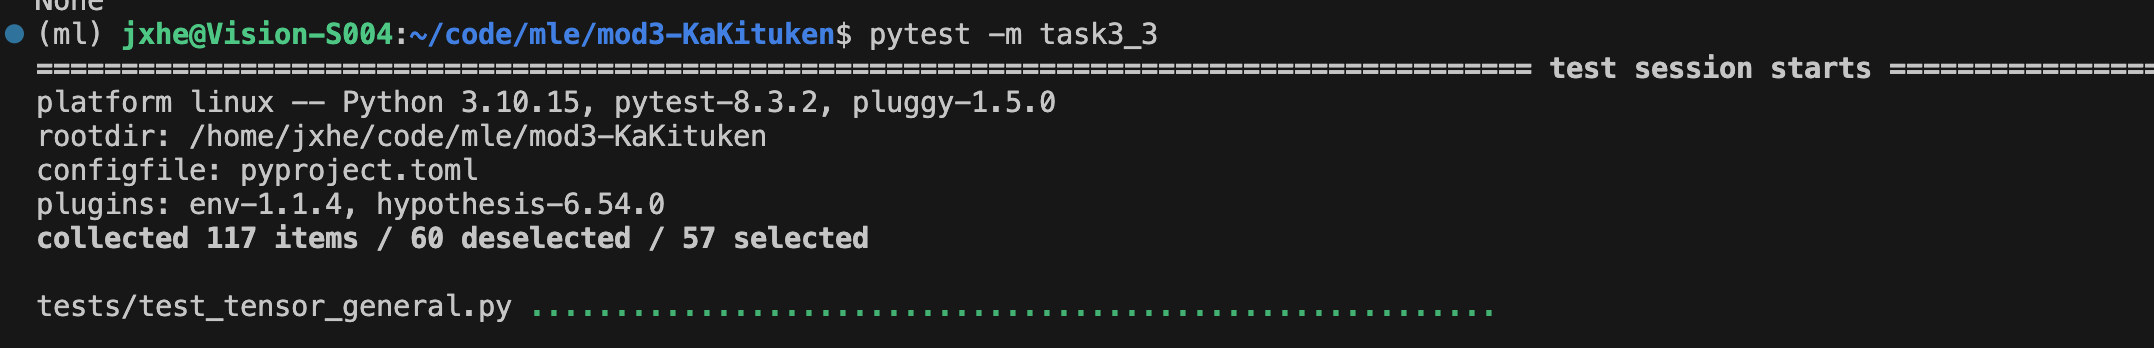 None
(ml) jxhe@Vision-S004:~/code/mle/mod3-KaKituken$ pytest -m task3_3
======================================================================================== test session starts ================
platform linux -- Python 3.10.15, pytest-8.3.2, pluggy-1.5.0
rootdir: /home/jxhe/code/mle/mod3-KaKituken
configfile: pyproject.toml
plugins: env-1.1.4, hypothesis-6.54.0
collected 117 items / 60 deselected / 57 selected
tests/test_tensor_general.py .........................................................